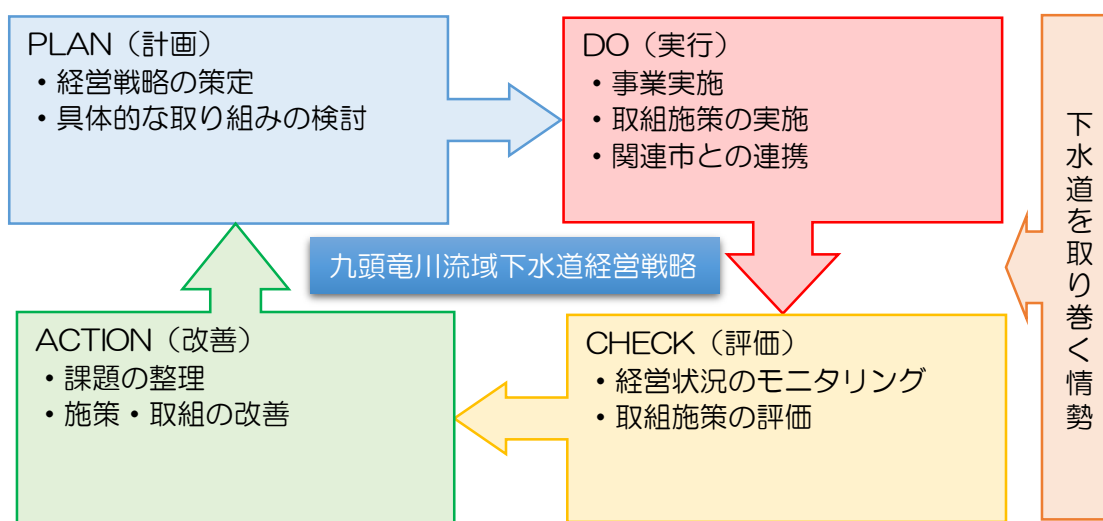 PLAN（計画）
・経営戦略の策定
・具体的な取り組みの検討
DO（実行）
・事業実施
・取組施策の実施
・関連市との連携
九頭竜川流域下水道経営戦略
ACTION（改善）
・課題の整理
・施策・取組の改善
CHECK（評価）
・経営状況のモニタリング
・取組施策の評価
下水道を取り巻く情勢